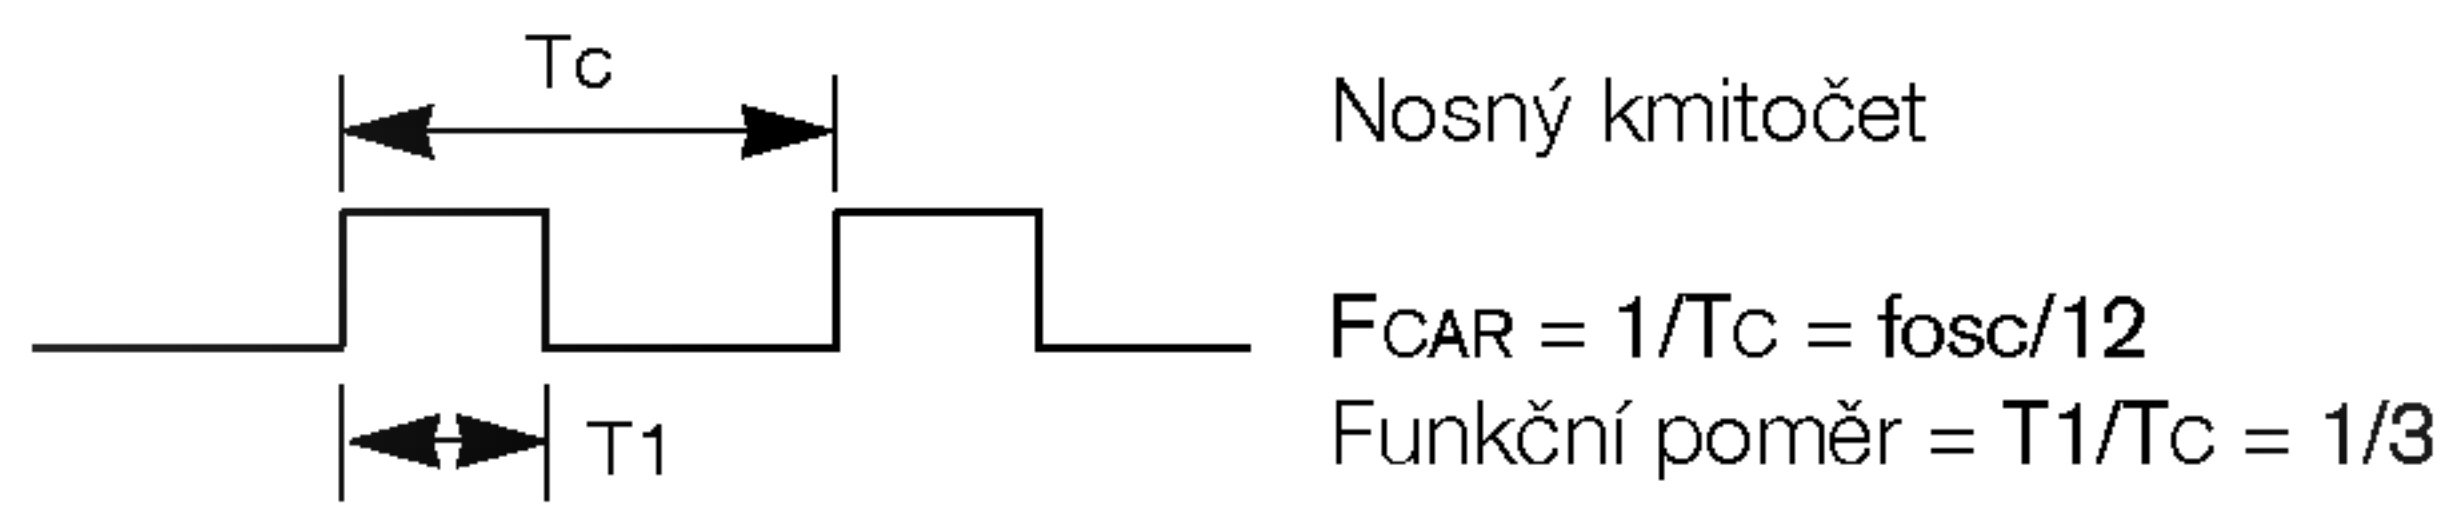 Tc
Nosný kmitočet
FCAR = 1/Tc = fosc/12
T1
Funkční poměr = T1/Tc = 1/3